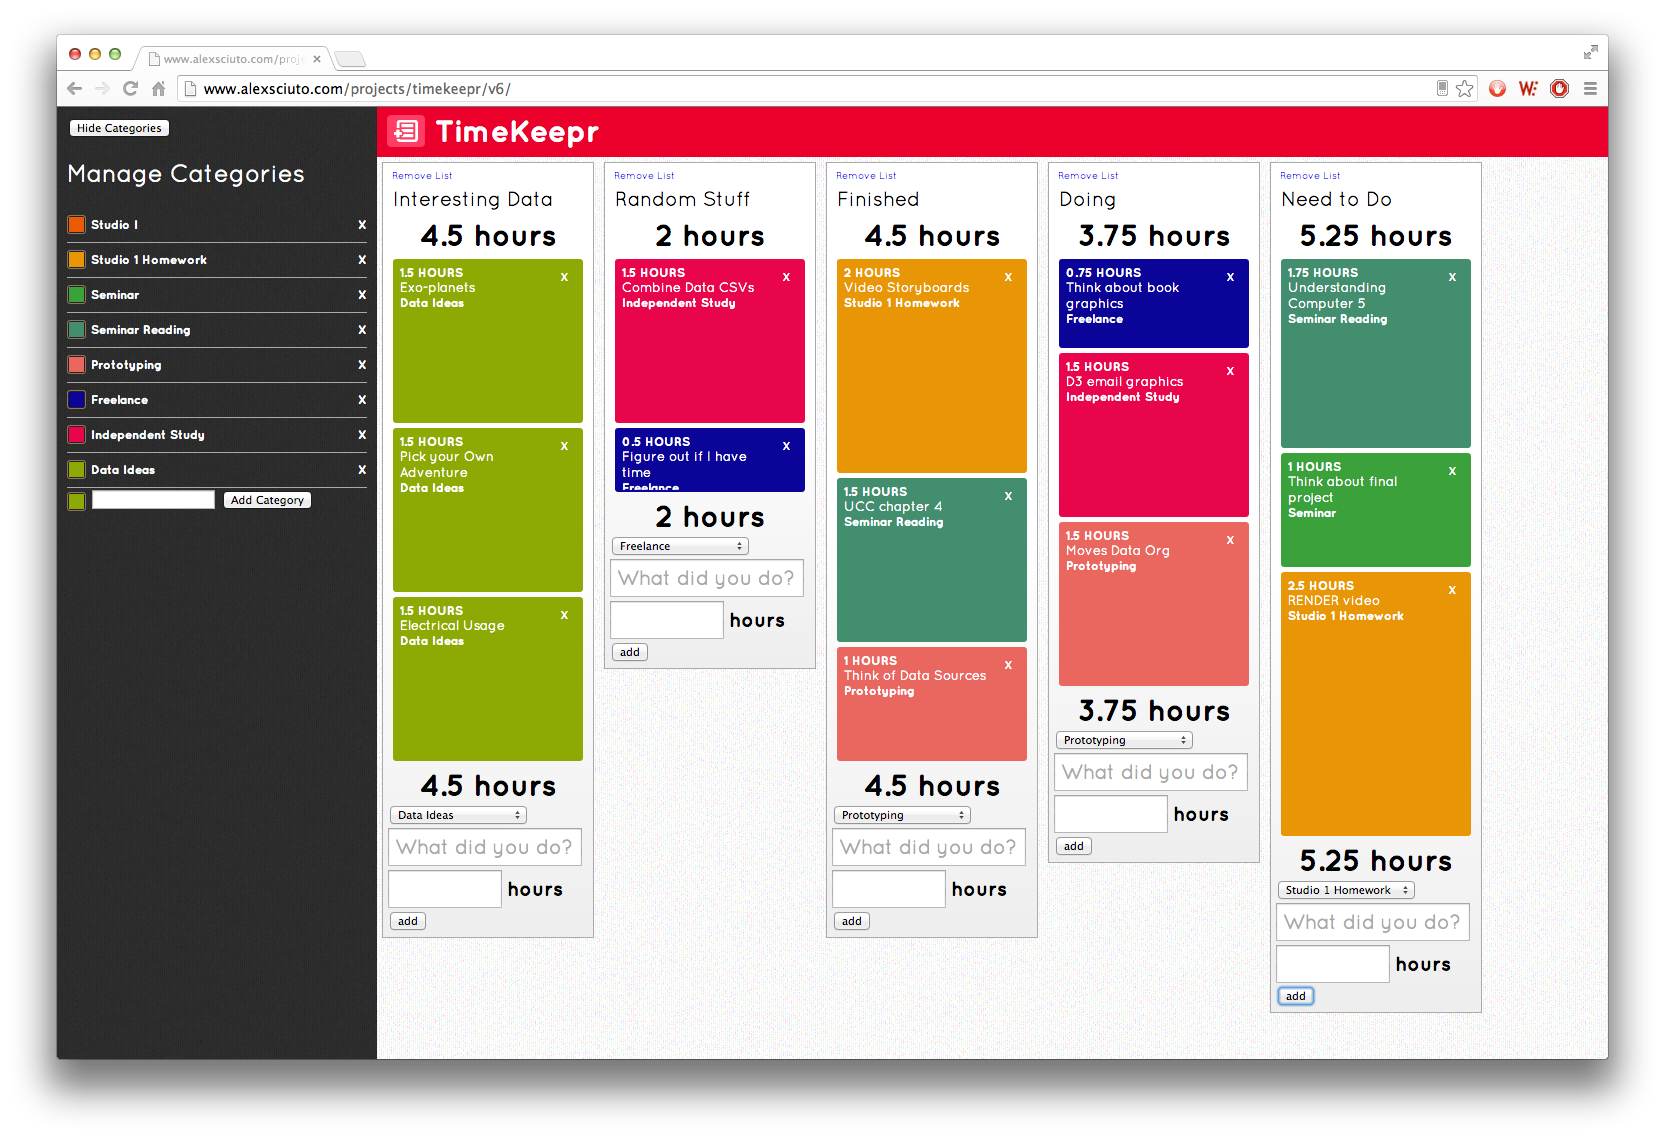 www.alexsciuto.com/proj
www.alexsciuto.com/projects/timekeepr/v6/
Hide Categories
Manage Categories
Studio I X
Studio 1 Homework X
Seminar X
Seminar Reading X
Prototyping X
Freelance X
Independent Study X
Data Ideas X
Add Category
TimeKeepr
Remove List
Interesting Data
4.5 hours
1.5 HOURS X
Exo-planets
Data Ideas
1.5 HOURS X
Pick your Own
Adventure
Data Ideas
1.5 HOURS X
Electrical Usage
Data Ideas
4.5 hours
Data Ideas
What did you do?
hours
add
Remove List
Random Stuff
2 hours
1.5 HOURS X
Combine Data CSVs
Independent Study
0.5 HOURS X
Figure out if I have
time
Freelance
2 hours
Freelance
What did you do?
hours
add
Remove List
Finished
4.5 hours
2 HOURS X
Video Storyboards
Studio 1 Homework
1.5 HOURS X
UCC chapter 4
Seminar Reading
1 HOURS X
Think of Data Sources
Prototyping
4.5 hours
Prototyping
What did you do?
hours
add
Remove List
Doing
3.75 hours
0.75 HOURS X
Think about book
graphics
Freelance
1.5 HOURS X
D3 email graphics
Independent Study
1.5 HOURS X
Moves Data Org
Prototyping
3.75 hours
Prototyping
What did you do?
hours
add
Remove List
Need to Do
5.25 hours
1.75 HOURS X
Understanding
Computer 5
Seminar Reading
1 HOURS X
Think about final
project
Seminar
2.5 HOURS X
RENDER video
Studio 1 Homework
5.25 hours
Studio 1 Homework
What did you do?
hours
add